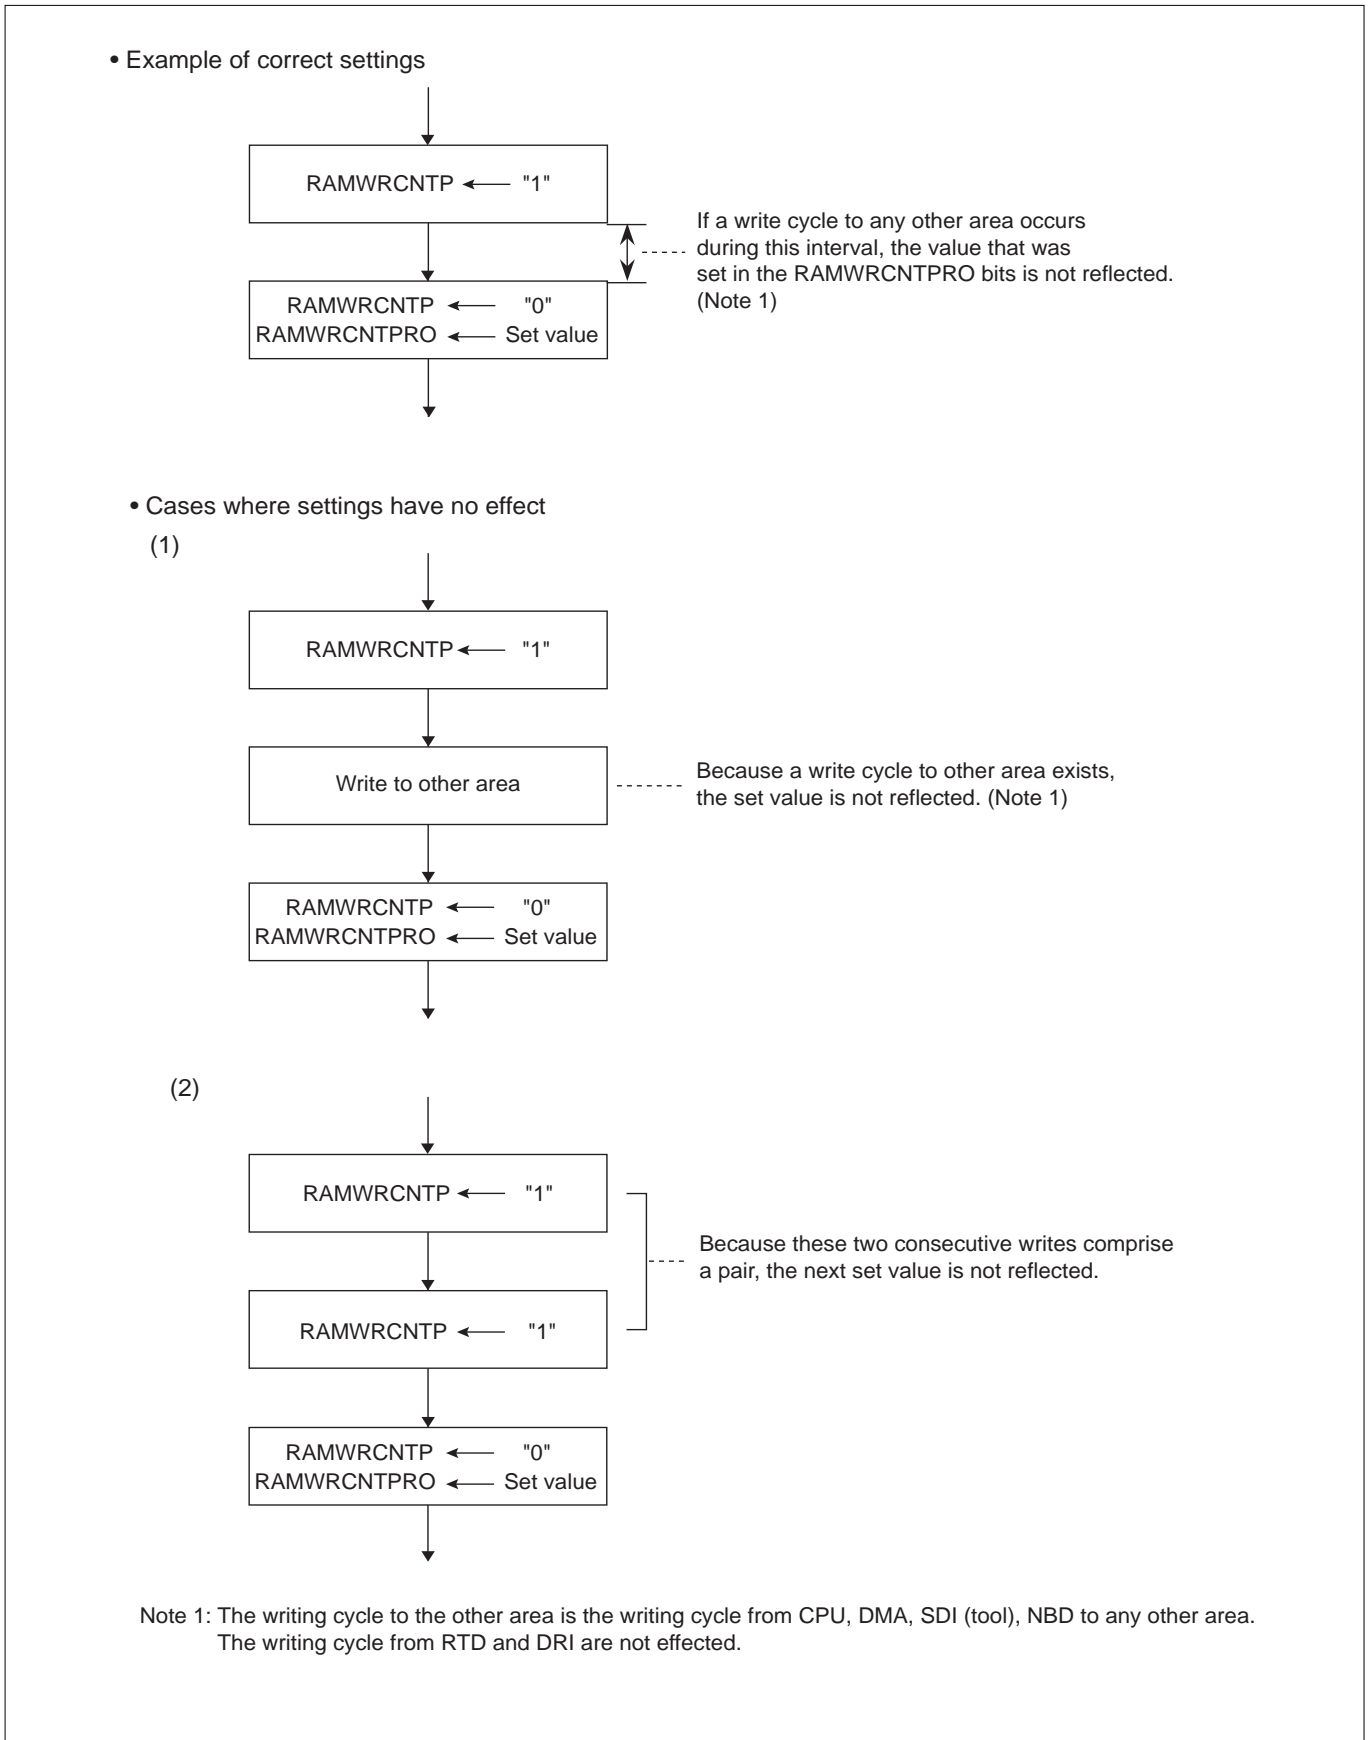 • Example of correct settings
RAMWRCNTP ← "1"
If a write cycle to any other area occurs
during this interval, the value that was
set in the RAMWRCNTPRO bits is not reflected.
(Note 1)
RAMWRCNTP ← "0"
RAMWRCNTPRO ← Set value
• Cases where settings have no effect
(1)
RAMWRCNTP ← "1"
Write to other area
Because a write cycle to other area exists,
the set value is not reflected. (Note 1)
RAMWRCNTP ← "0"
RAMWRCNTPRO ← Set value
(2)
RAMWRCNTP ← "1"
Because these two consecutive writes comprise
a pair, the next set value is not reflected.
RAMWRCNTP ← "1"
RAMWRCNTP ← "0"
RAMWRCNTPRO ← Set value
Note 1: The writing cycle to the other area is the writing cycle from CPU, DMA, SDI (tool), NBD to any other area.
The writing cycle from RTD and DRI are not effected.